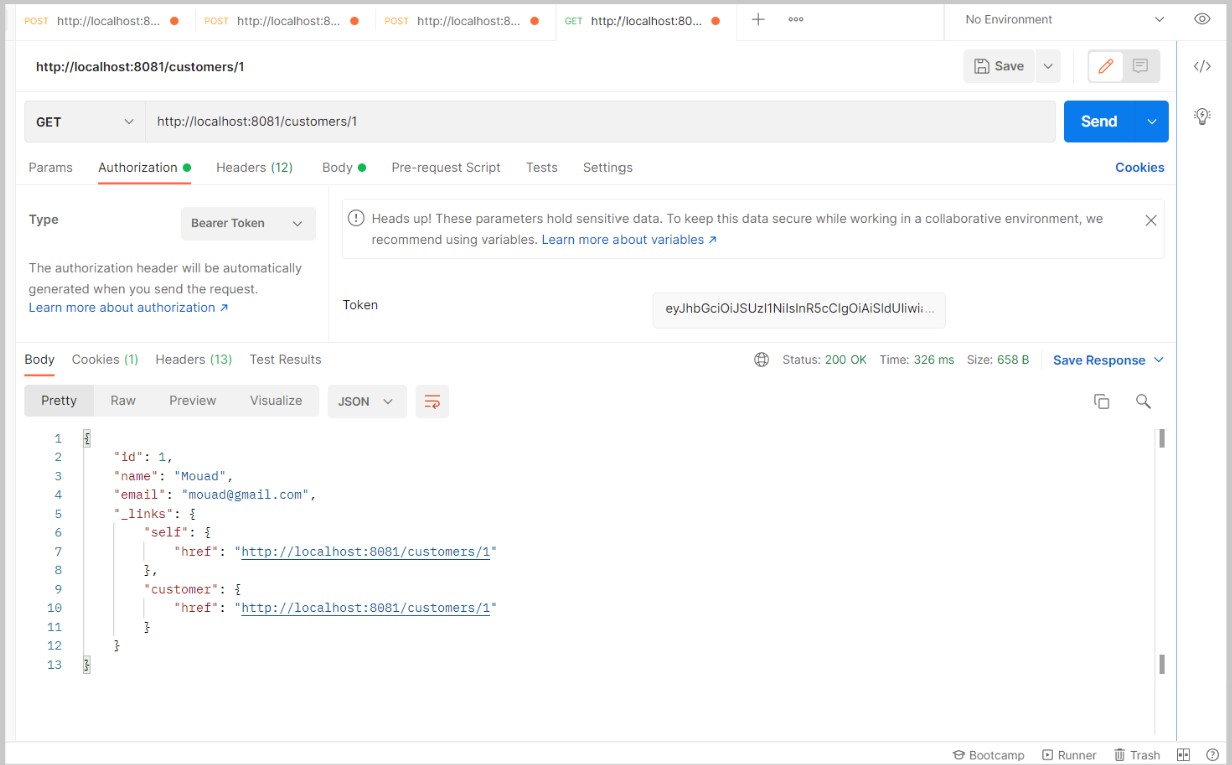 POST http://localhost:8... POST http://localhost:8... POST http://localhost:8... GET http://localhost:80... No Environment
http://localhost:8081/customers/1 Save
GET http://localhost:8081/customers/1 Send
Params Authorization Headers (12) Body Pre-request Script Tests Settings Cookies
Type Bearer Token
Heads up! These parameters hold sensitive data. To keep this data secure while working in a collaborative environment, we
recommend using variables. Learn more about variables ↗
The authorization header will be automatically
generated when you send the request.
Learn more about authorization ↗
Token
Body Cookies (1) Headers (13) Test Results Status: 200 OK Time: 326 ms Size: 658 B Save Response
Pretty Raw Preview Visualize JSON
1 {
2 "id": 1,
3 "name": "Mouad",
4 "email": "mouad@gmail.com",
5 "_links": {
6 "self": {
7 "href": "http://localhost:8081/customers/1"
8 },
9 "customer": {
10 "href": "http://localhost:8081/customers/1"
11 }
12 }
13 }
Bootcamp Runner Trash